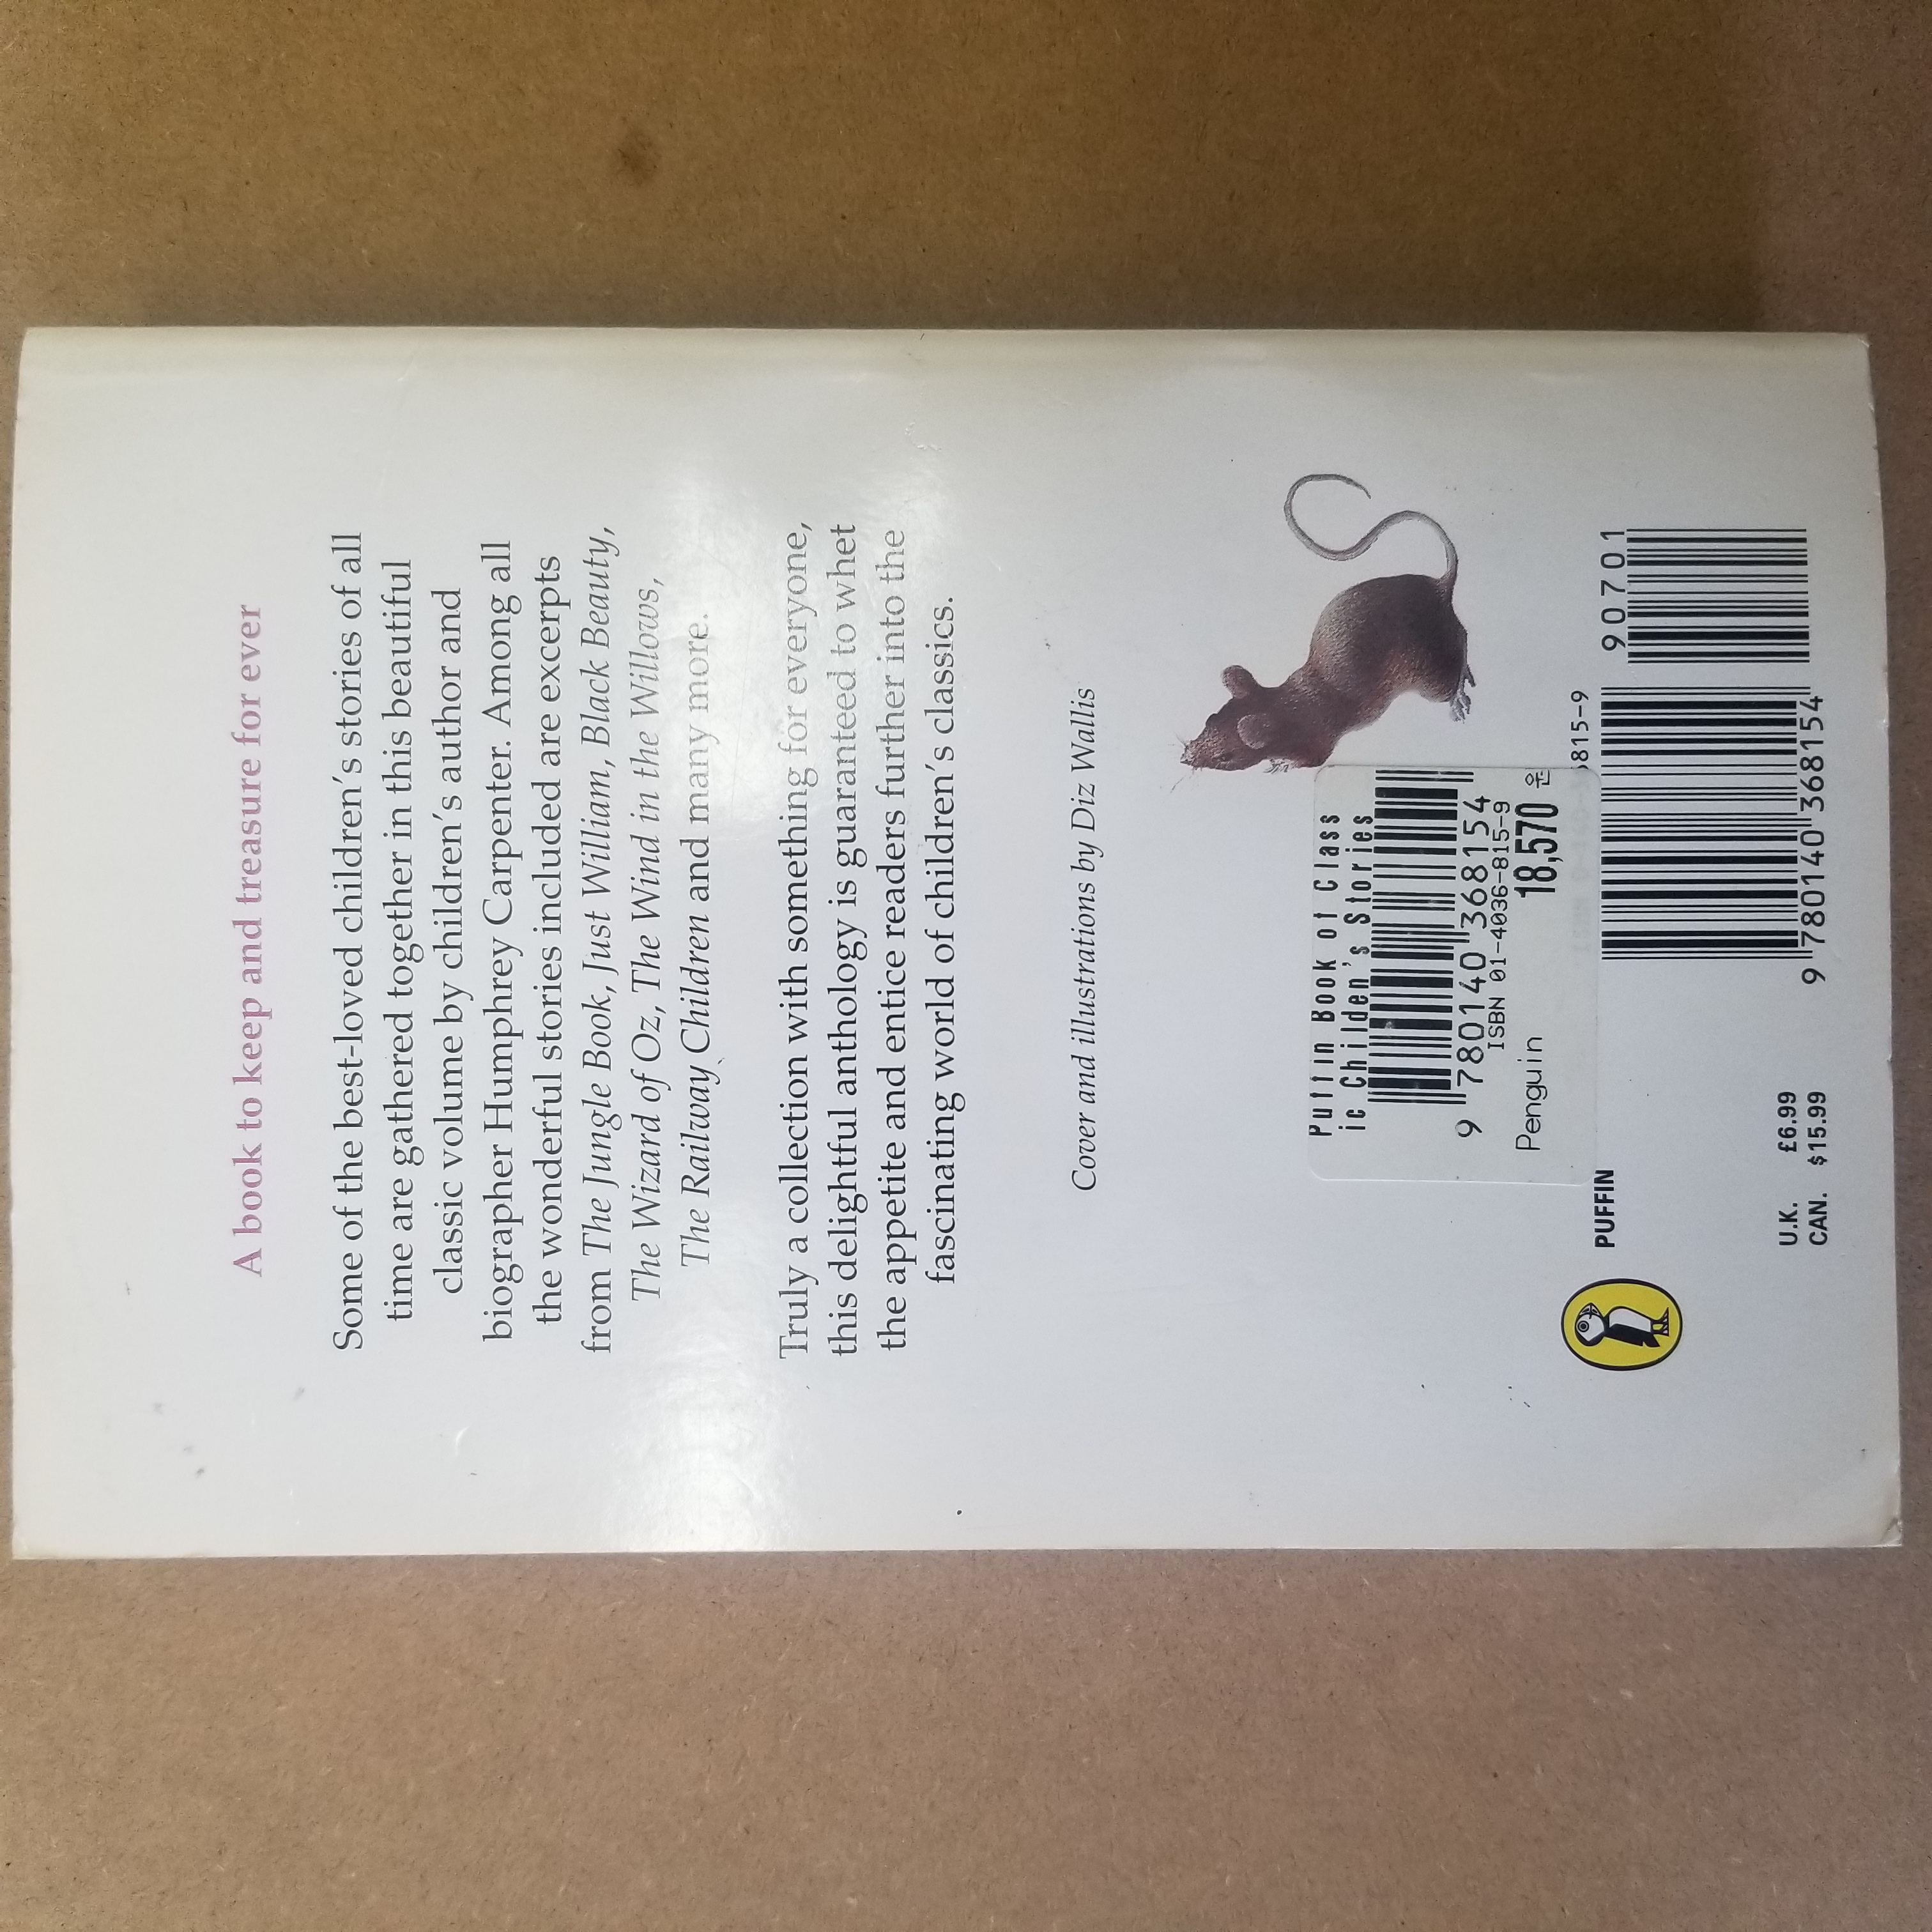 A book to keep and treasure for ever
Some of the best-loved children's stories of all
time are gathered together in this beautiful
classic volume by children's author and
biographer Humphrey Carpenter. Among all
the wonderful stories included are excerpts
from The Jungle Book, Just William, Black Beauty,
The Wizard of Oz, The Wind in the Willows,
The Railway Children and many more.
Truly a collection with something for everyone,
this delightful anthology is guaranteed to whet
the appetite and entice readers further into the
fascinating world of children's classics.
Cover and illustrations by Diz Wallis
Puffin Book of Class
ic Childen's Stories
9 780140 368154
ISBN 01-4036-815-9
Penguin 18,570 원
PUFFIN
U.K. £6.99
CAN. $15.99
815-9
90701
9 780140 368154